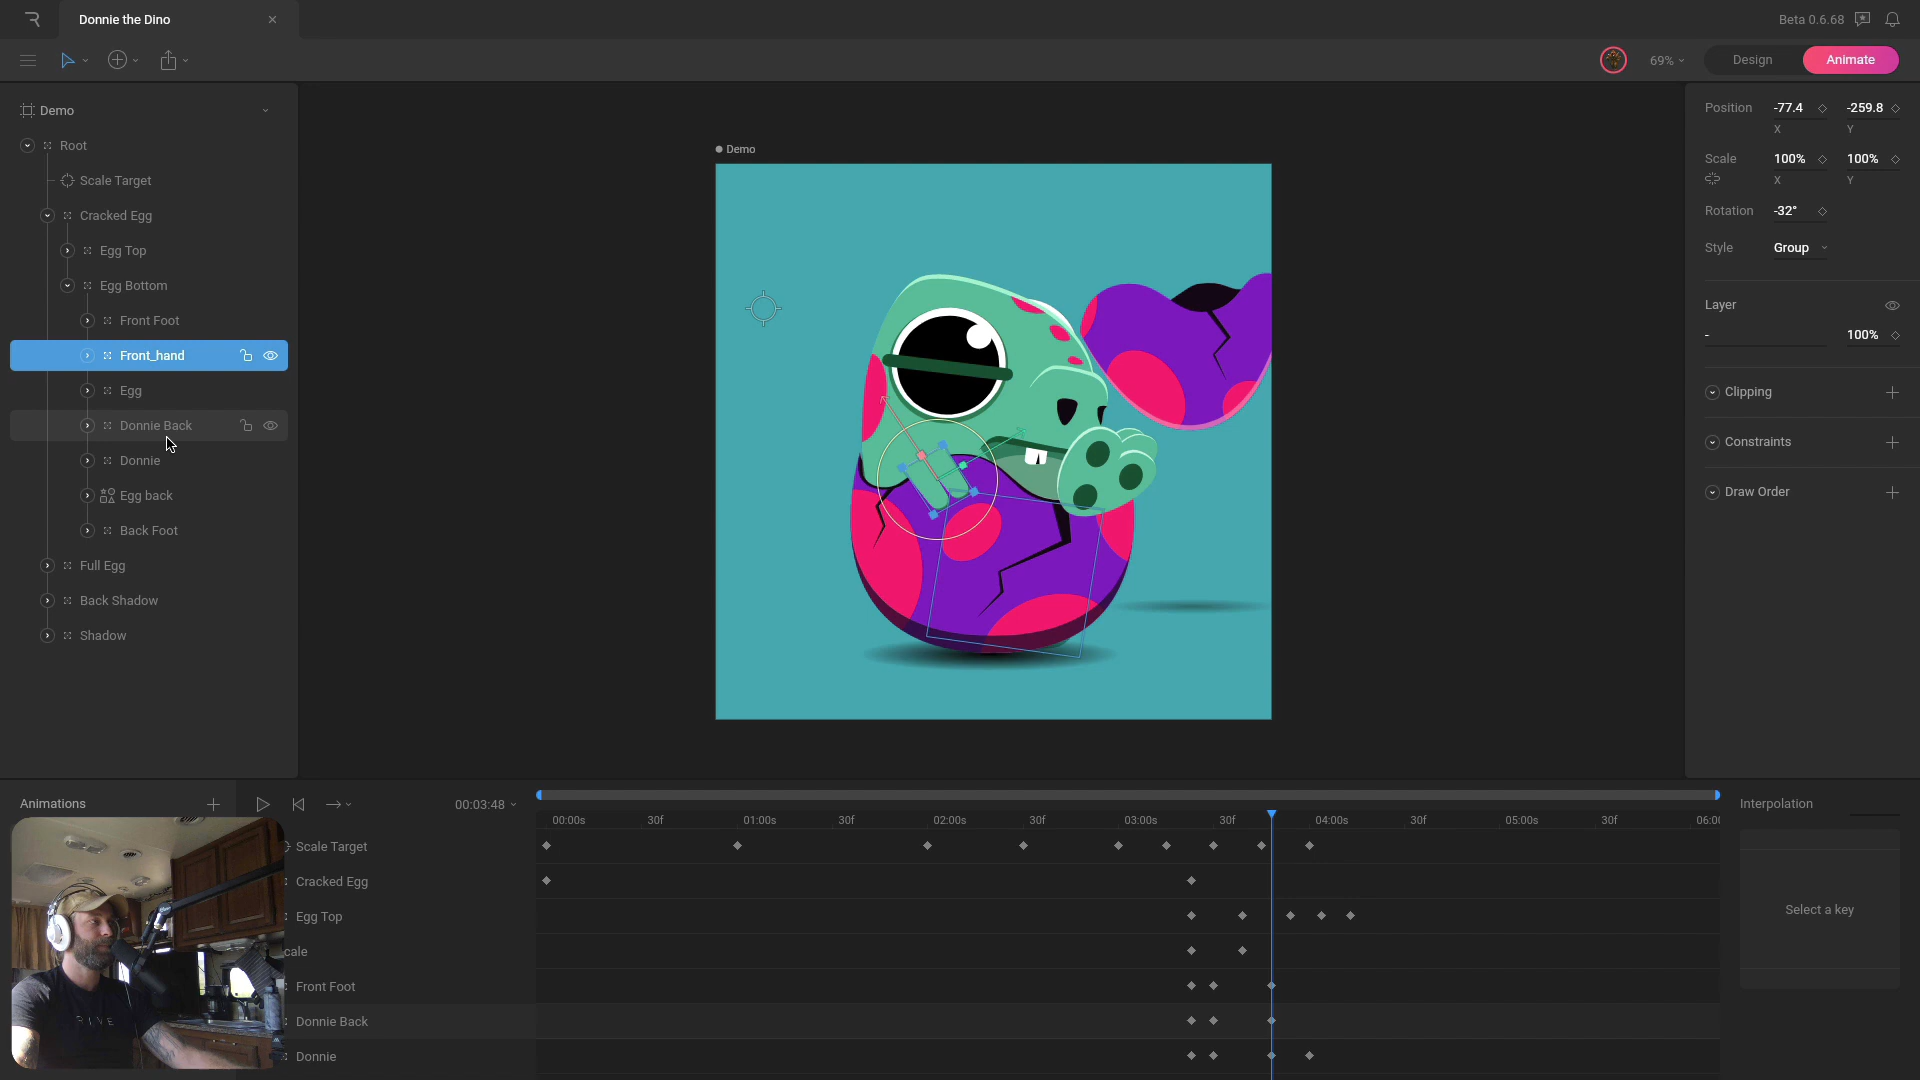 Donnie the Dino
Beta 0.6.68
69%
Design
Animate
Demo
Root
Scale Target
Cracked Egg
Egg Top
Egg Bottom
Front Foot
Front_hand
Egg
Donnie Back
Donnie
Egg back
Back Foot
Full Egg
Back Shadow
Shadow
Demo
Position -77.4 -259.8
X Y
Scale 100% 100%
X Y
Rotation -32°
Style Group
Layer
- 100%
Clipping
Constraints
Draw Order
Animations
00:03:48
00:00s 30f 01:00s 30f 02:00s 30f 03:00s 30f 04:00s 30f 05:00s 30f 06:00
Scale Target
Cracked Egg
Egg Top
cale
Front Foot
Donnie Back
Donnie
Interpolation
Select a key
RIVE